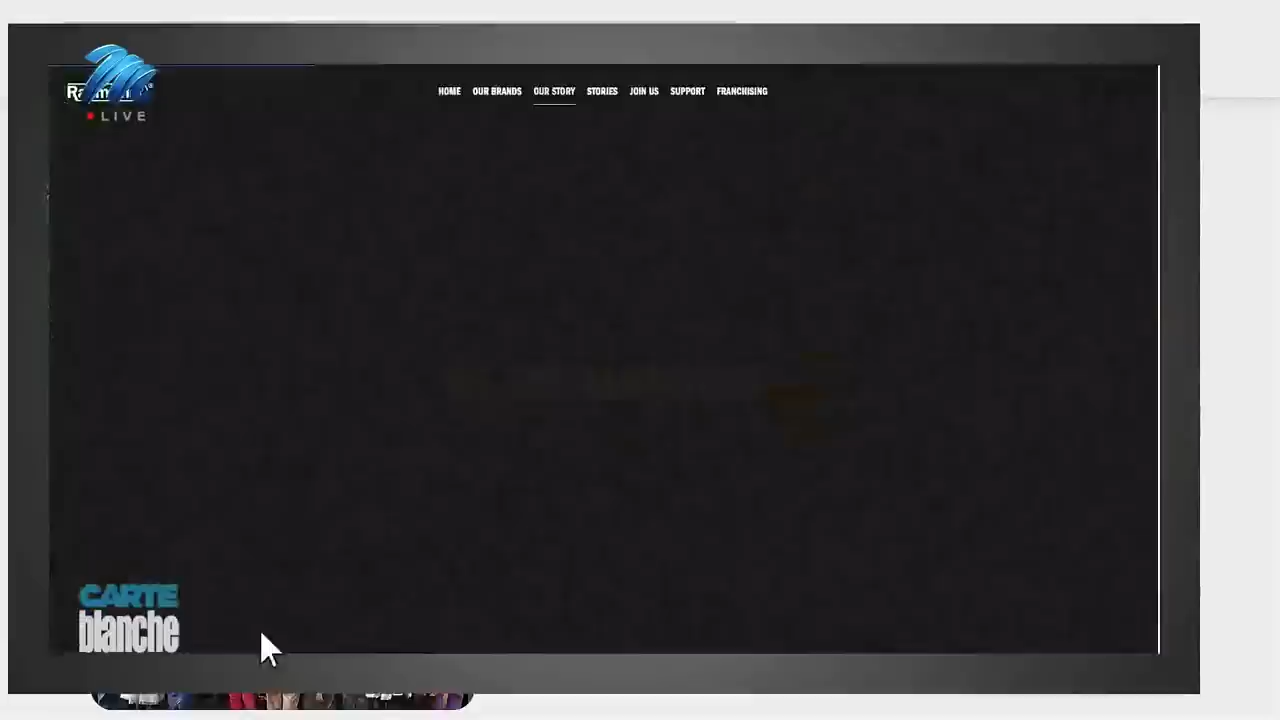 HOME OUR BRANDS OUR STORY STORIES JOIN US SUPPORT FRANCHISING
LIVE
CARTE
blanche